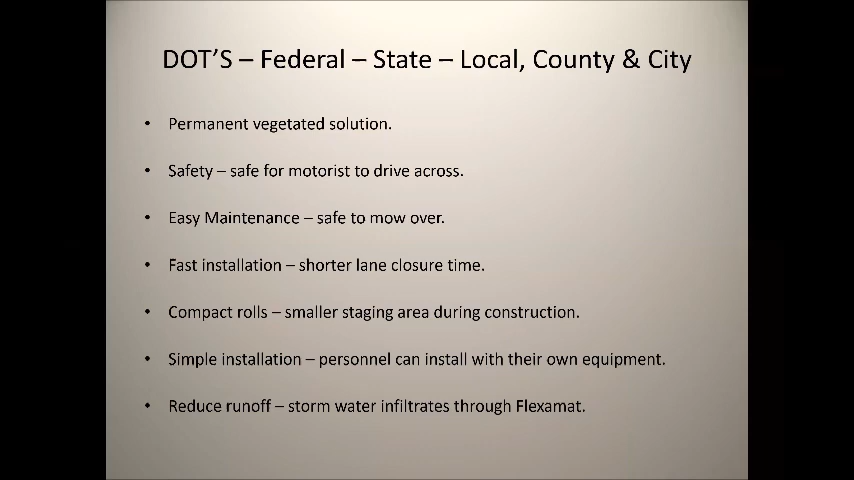 DOT'S – Federal – State – Local, County & City
• Permanent vegetated solution.
• Safety – safe for motorist to drive across.
• Easy Maintenance – safe to mow over.
• Fast installation – shorter lane closure time.
• Compact rolls – smaller staging area during construction.
• Simple installation – personnel can install with their own equipment.
• Reduce runoff – storm water infiltrates through Flexamat.